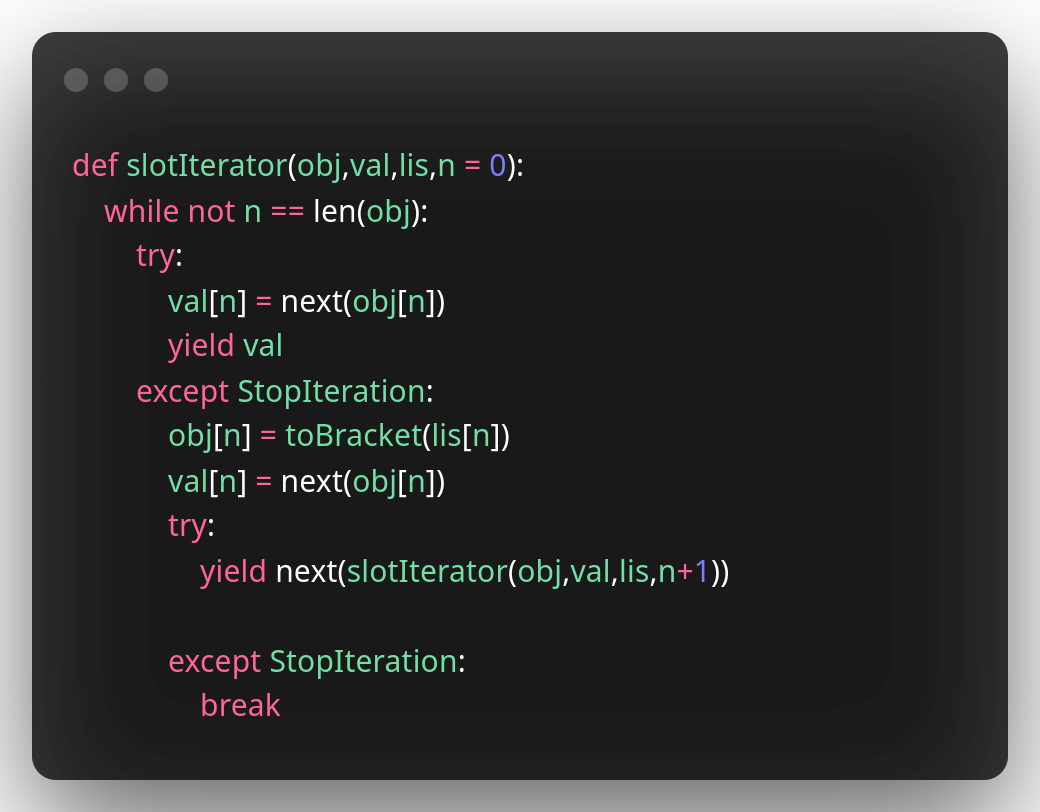 def slotIterator(obj,val,lis,n = 0):
    while not n == len(obj):
        try:
            val[n] = next(obj[n])
            yield val
        except StopIteration:
            obj[n] = toBracket(lis[n])
            val[n] = next(obj[n])
            try:
                yield next(slotIterator(obj,val,lis,n+1))

            except StopIteration:
                break